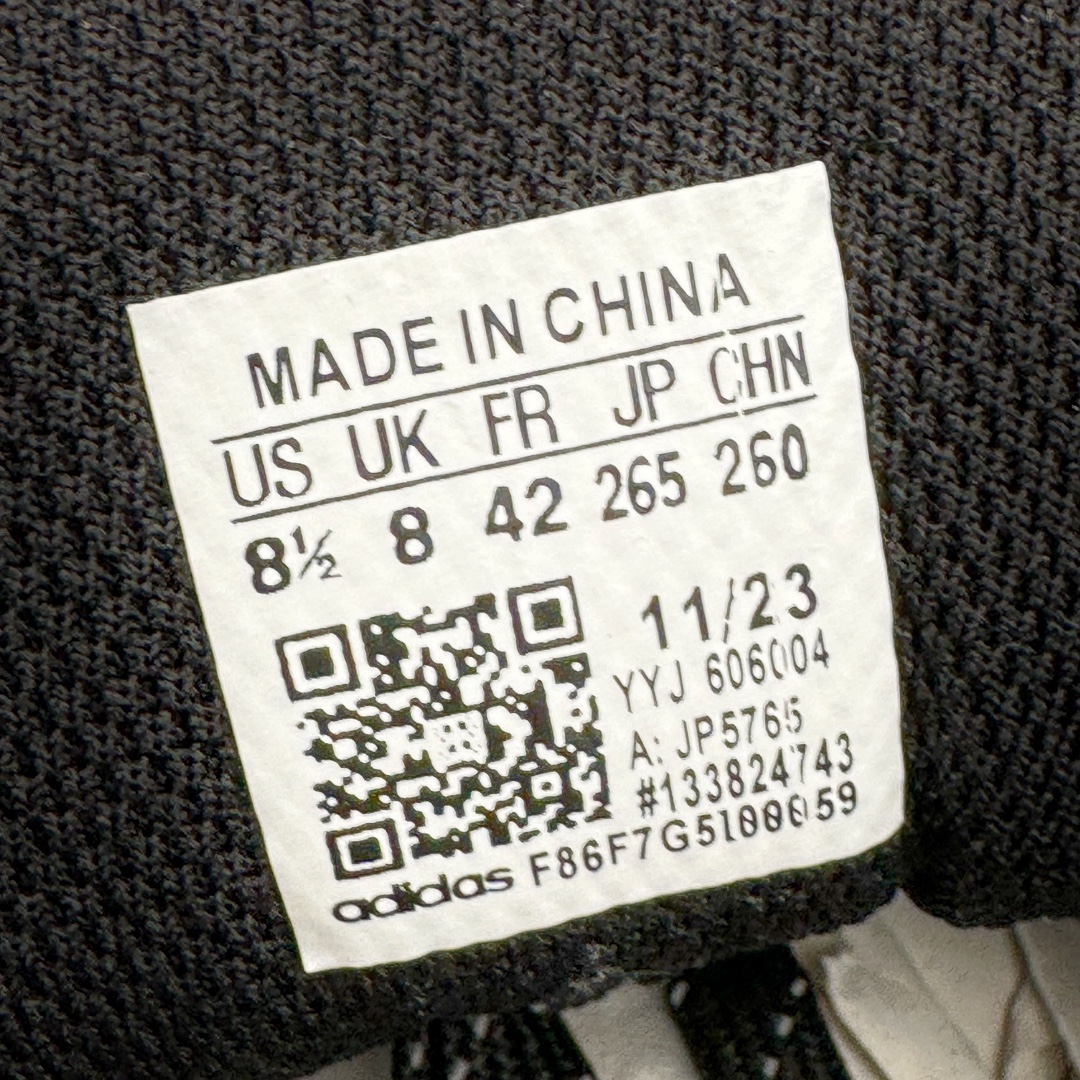 MADE IN CHINA
US UK FR JP CHN
8½ 8 42 265 260
11/23
YYJ 606004
A: JP5765
#133824743
adidas F86F7G5100059